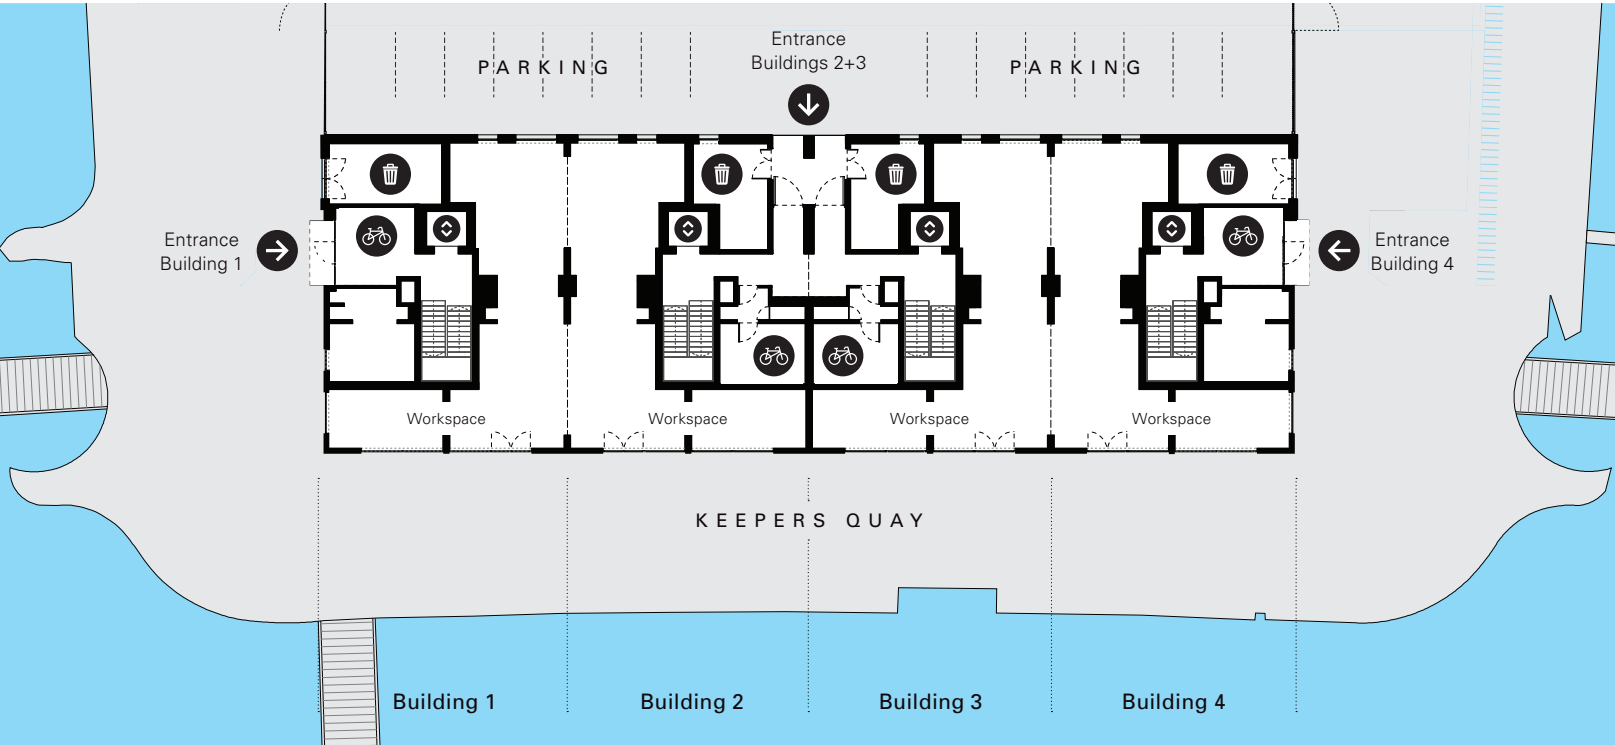 Entrance
Buildings 2+3
PARKING
PARKING
Entrance
Building 1
Entrance
Building 4
Workspace
Workspace
Workspace
Workspace
KEEPERS QUAY
Building 1
Building 2
Building 3
Building 4